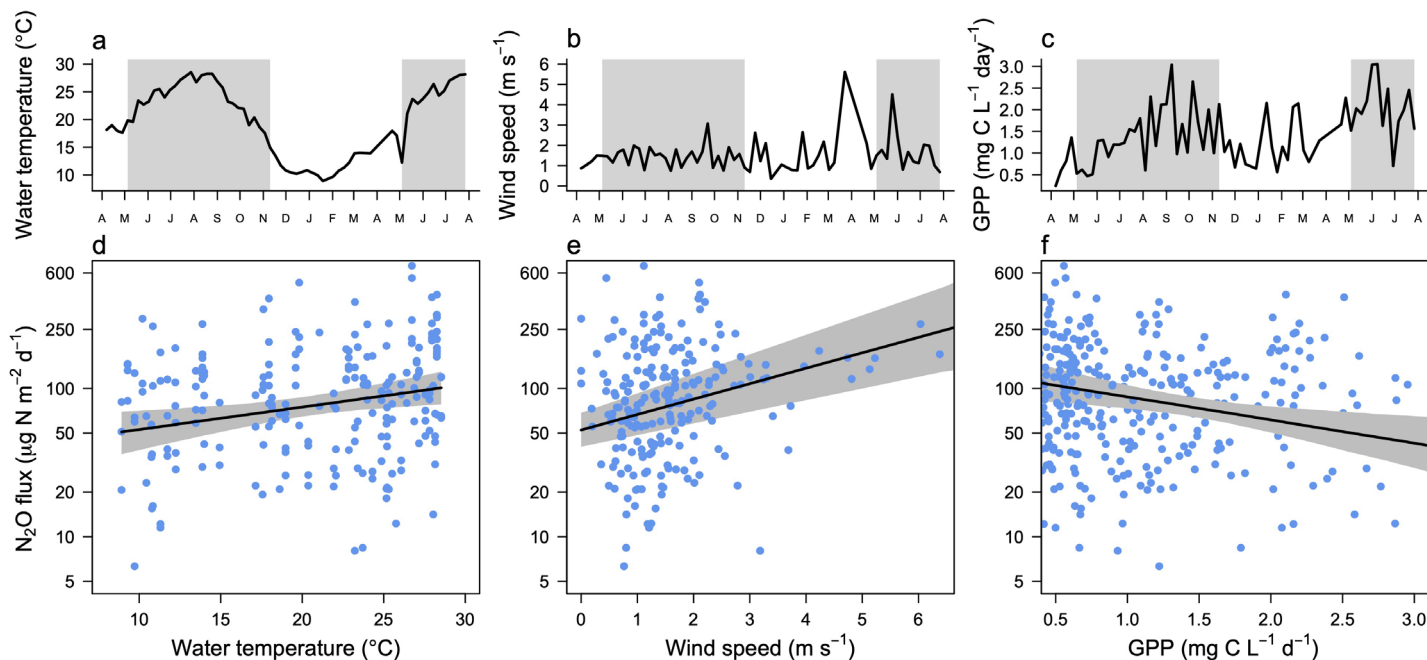 a
Water temperature (°C)
30
25
20
15
10
A M J J A S O N D J F M A M J J A
b
Wind speed (m s⁻¹)
6
5
4
3
2
1
0
A M J J A S O N D J F M A M J J A
c
GPP (mg C L⁻¹ day⁻¹)
3.0
2.5
2.0
1.5
1.0
0.5
A M J J A S O N D J F M A M J J A
d
N₂O flux (µg N m⁻² d⁻¹)
600
250
100
50
20
10
5
10 15 20 25 30
Water temperature (°C)
e
600
250
100
50
20
10
5
0 1 2 3 4 5 6
Wind speed (m s⁻¹)
f
600
250
100
50
20
10
5
0.5 1.0 1.5 2.0 2.5 3.0
GPP (mg C L⁻¹ d⁻¹)